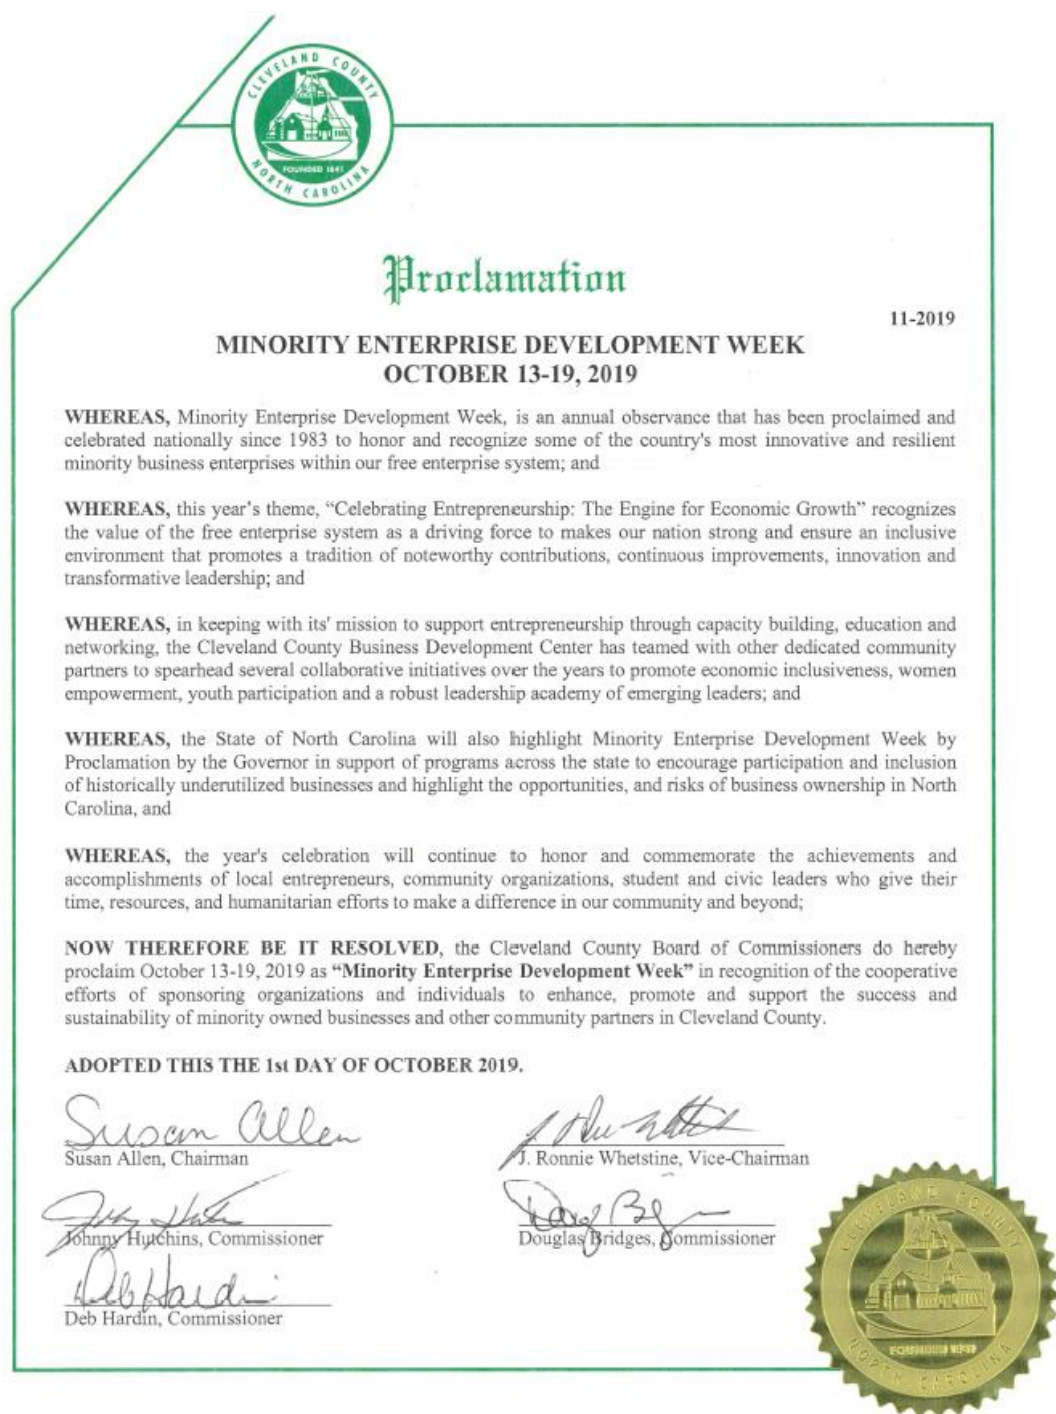 CLEVELAND COUNTY
FOUNDED 1841
NORTH CAROLINA
Proclamation
11-2019
MINORITY ENTERPRISE DEVELOPMENT WEEK
OCTOBER 13-19, 2019
WHEREAS, Minority Enterprise Development Week, is an annual observance that has been proclaimed and
celebrated nationally since 1983 to honor and recognize some of the country's most innovative and resilient
minority business enterprises within our free enterprise system; and
WHEREAS, this year's theme, “Celebrating Entrepreneurship: The Engine for Economic Growth” recognizes
the value of the free enterprise system as a driving force to makes our nation strong and ensure an inclusive
environment that promotes a tradition of noteworthy contributions, continuous improvements, innovation and
transformative leadership; and
WHEREAS, in keeping with its' mission to support entrepreneurship through capacity building, education and
networking, the Cleveland County Business Development Center has teamed with other dedicated community
partners to spearhead several collaborative initiatives over the years to promote economic inclusiveness, women
empowerment, youth participation and a robust leadership academy of emerging leaders; and
WHEREAS, the State of North Carolina will also highlight Minority Enterprise Development Week by
Proclamation by the Governor in support of programs across the state to encourage participation and inclusion
of historically underutilized businesses and highlight the opportunities, and risks of business ownership in North
Carolina, and
WHEREAS, the year's celebration will continue to honor and commemorate the achievements and
accomplishments of local entrepreneurs, community organizations, student and civic leaders who give their
time, resources, and humanitarian efforts to make a difference in our community and beyond;
NOW THEREFORE BE IT RESOLVED, the Cleveland County Board of Commissioners do hereby
proclaim October 13-19, 2019 as “Minority Enterprise Development Week” in recognition of the cooperative
efforts of sponsoring organizations and individuals to enhance, promote and support the success and
sustainability of minority owned businesses and other community partners in Cleveland County.
ADOPTED THIS THE 1st DAY OF OCTOBER 2019.
Susan Allen
Susan Allen, Chairman
J. Ronnie Whetstine, Vice-Chairman
Johnny Hutchins, Commissioner
Douglas Bridges, Commissioner
Deb Hardin
Deb Hardin, Commissioner
CLEVELAND COUNTY
NORTH CAROLINA